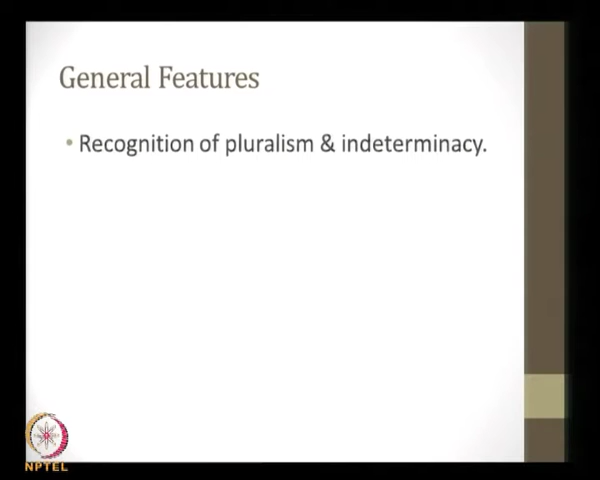 General Features
• Recognition of pluralism & indeterminacy.
NPTEL